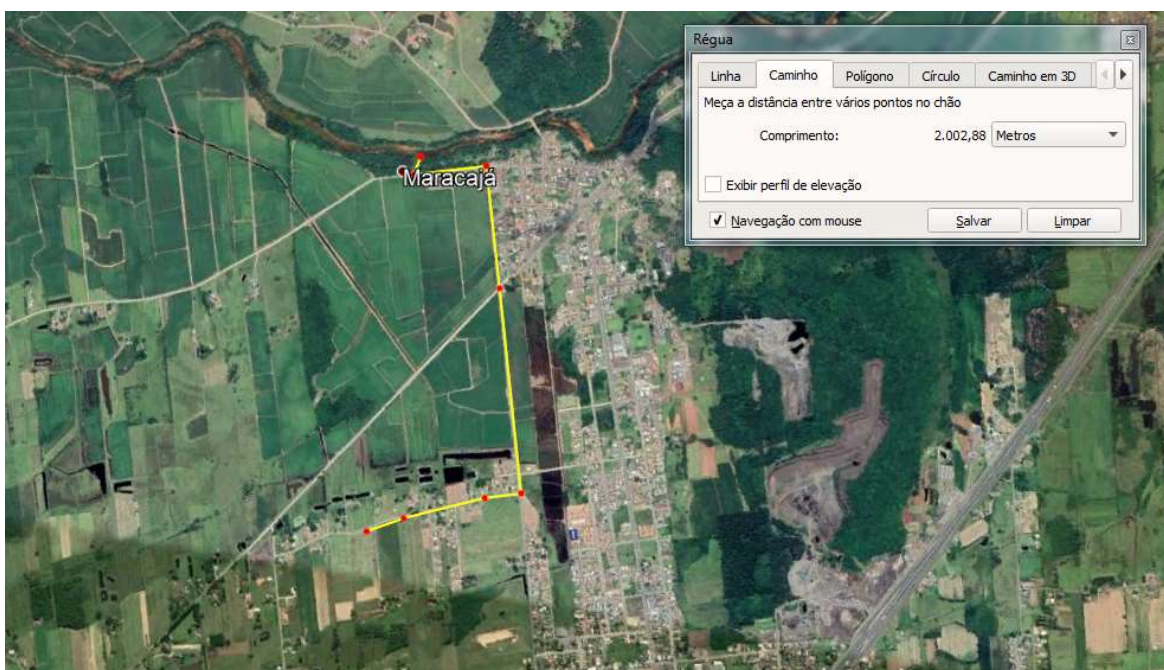 Régua
Linha Caminho Polígono Círculo Caminho em 3D
Meça a distância entre vários pontos no chão
Comprimento: 2.002,88 Metros
Exibir perfil de elevação
Navegação com mouse Salvar Limpar
Maracajá